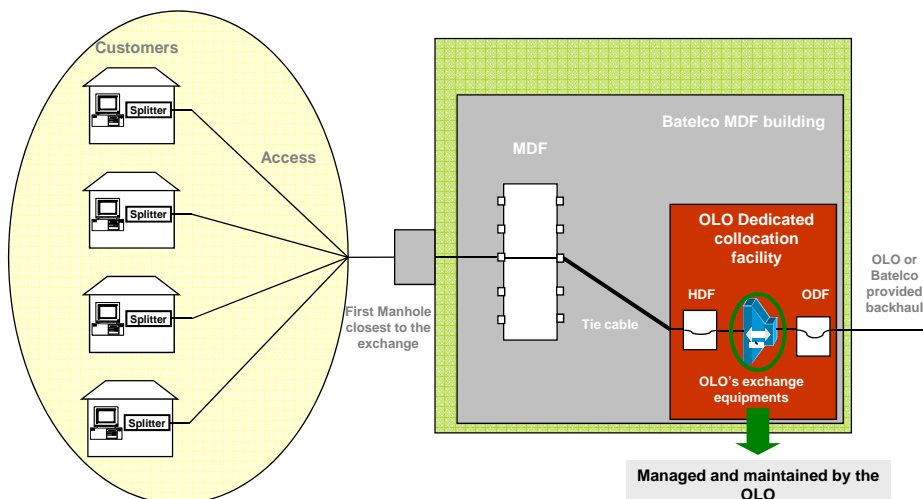 Customers
Splitter
Access
Splitter
Splitter
Splitter
First Manhole
closest to the
exchange
Batelco MDF building
MDF
Tie cable
OLO Dedicated
collocation
facility
HDF
ODF
OLO's exchange
equipments
OLO or
Batelco
provided
backhaul
Managed and maintained by the
OLO